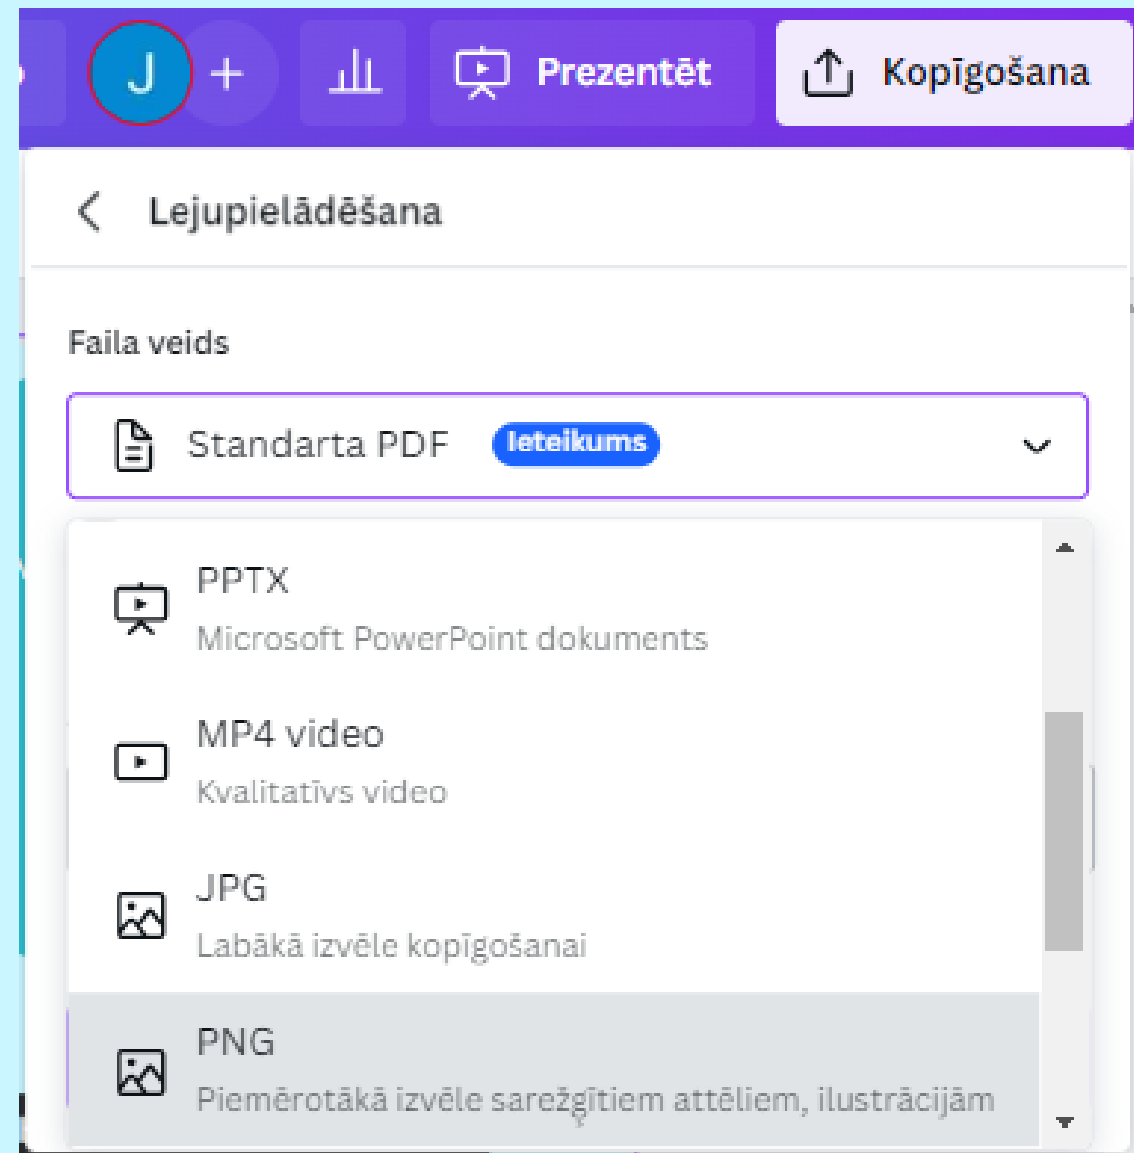 J + Prezentēt Kopīgošana
Lejupielādēšana
Faila veids
Standarta PDF Ieteikums
PPTX
Microsoft PowerPoint dokuments
MP4 video
Kvalitatīvs video
JPG
Labākā izvēle kopīgošanai
PNG
Piemērotākā izvēle sarežģītiem attēliem, ilustrācijām